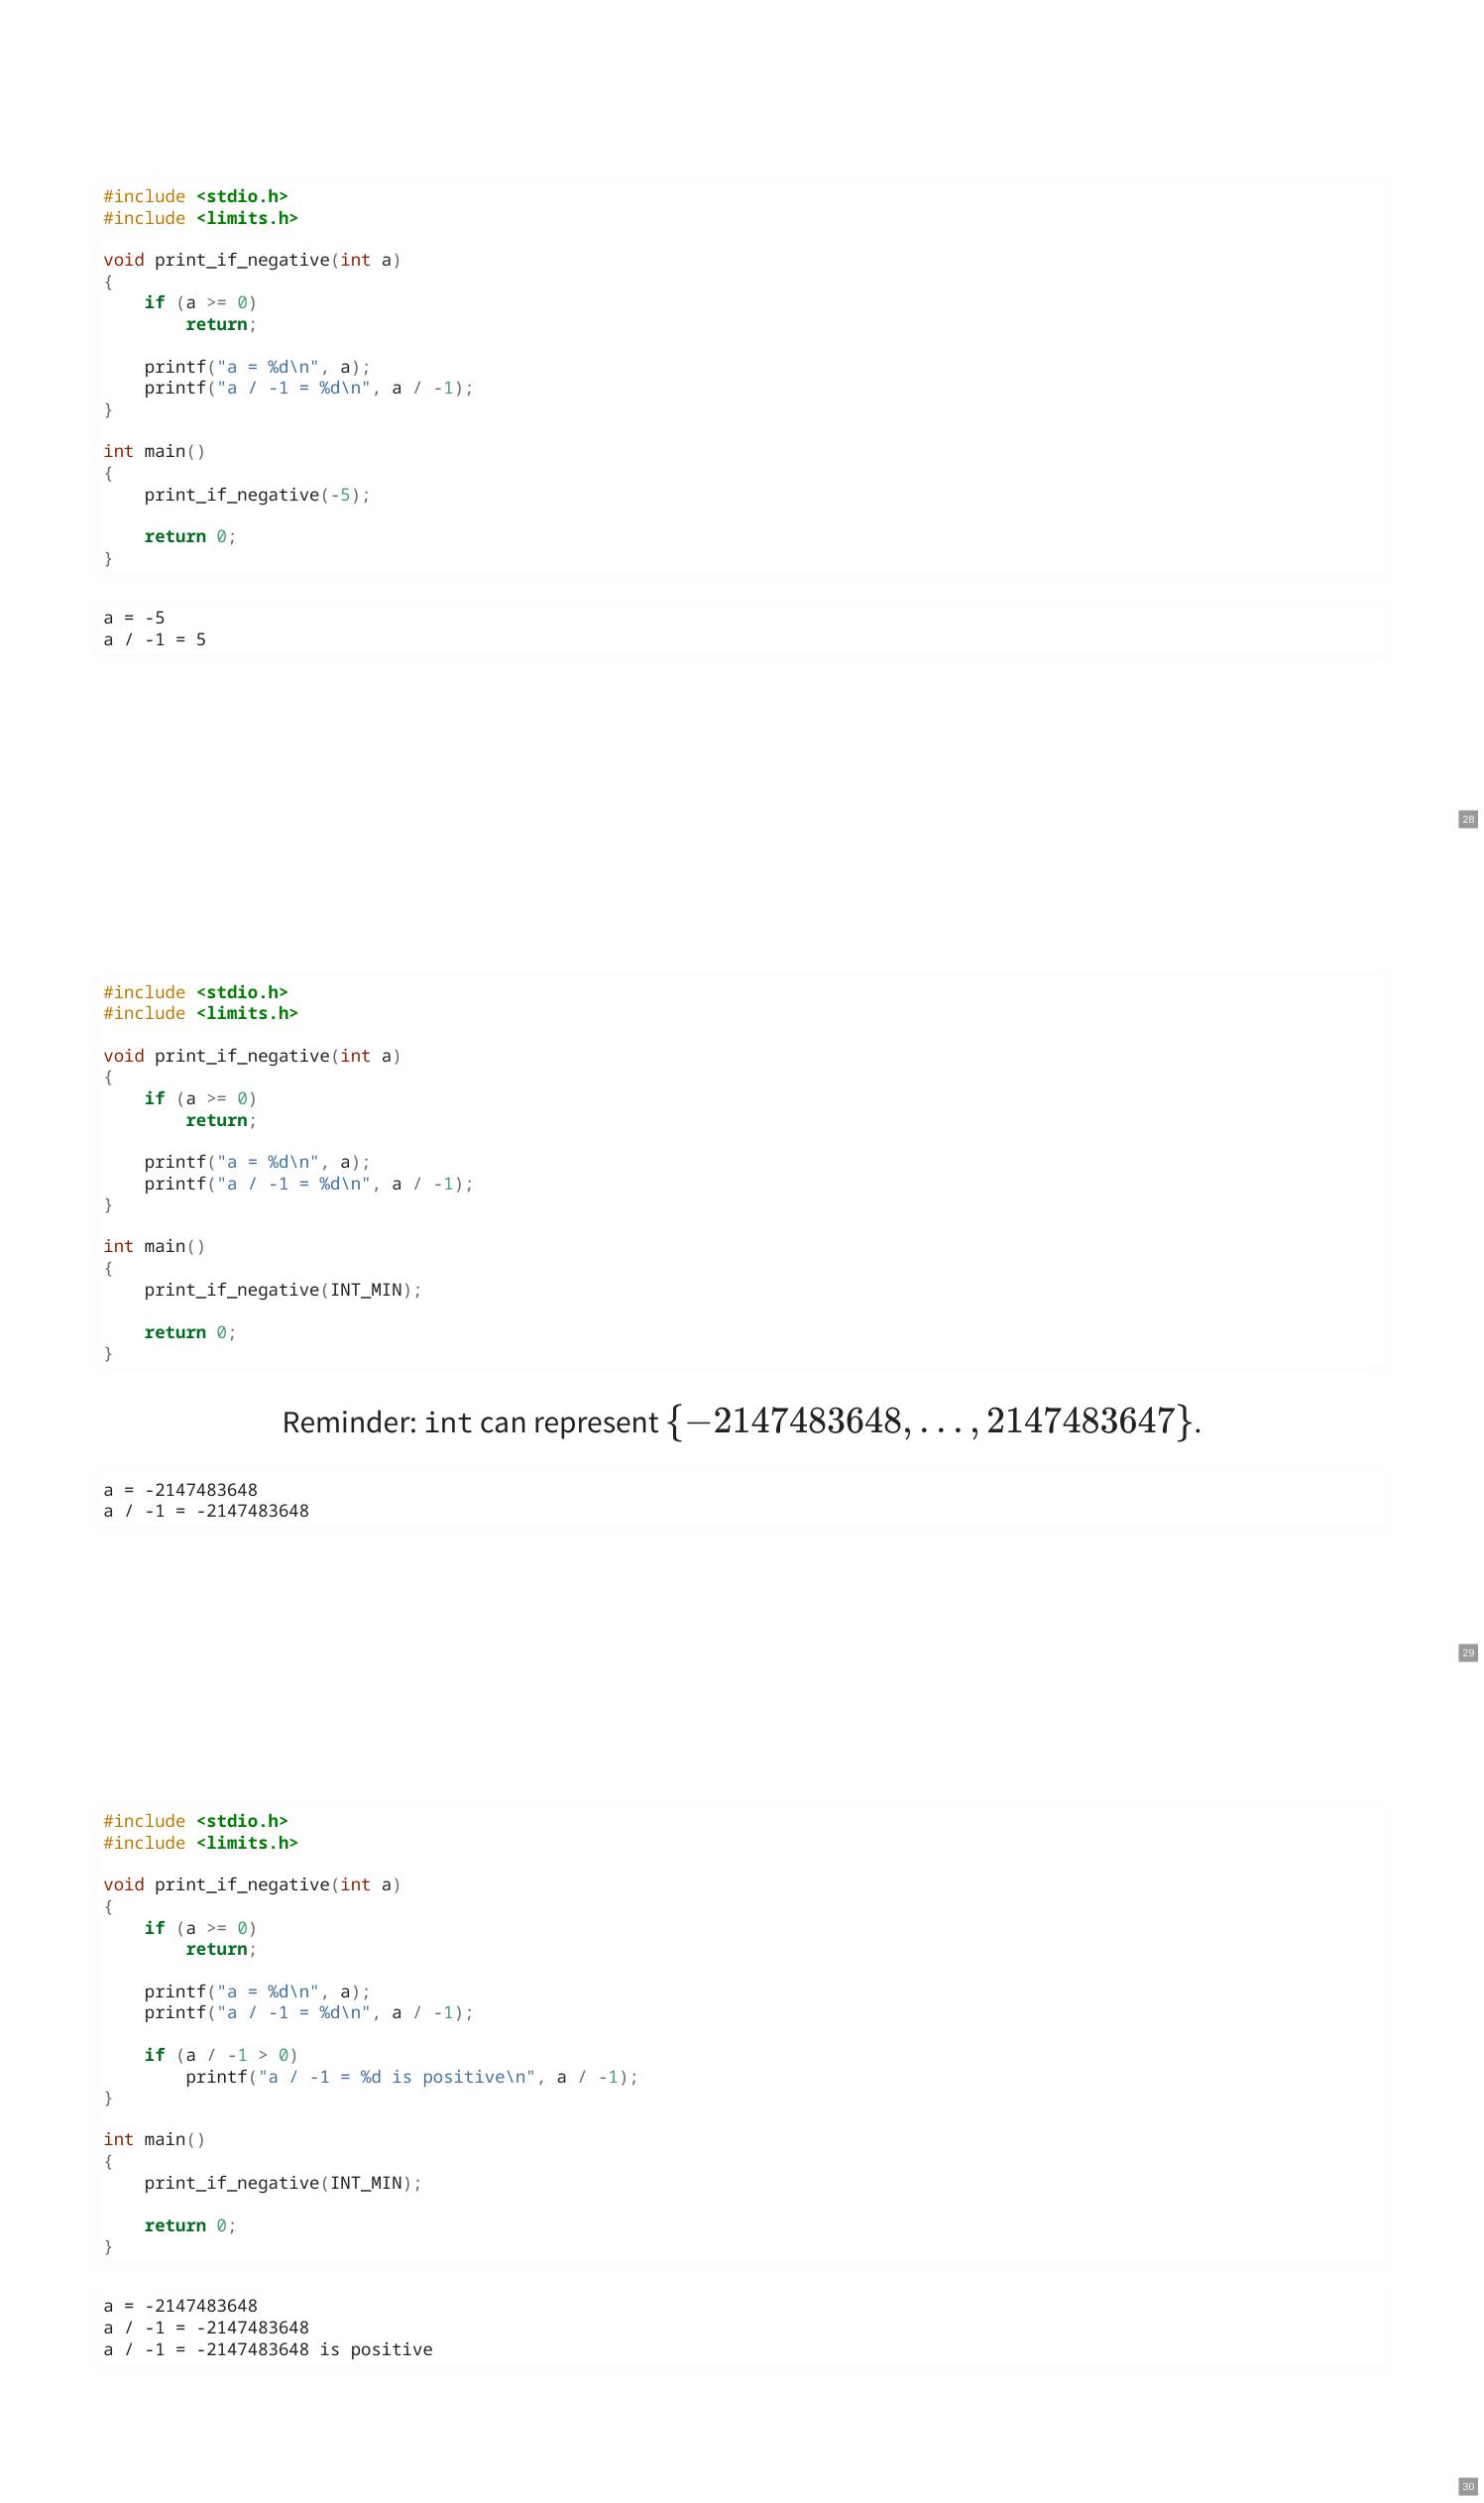 #include <stdio.h>
#include <limits.h>

void print_if_negative(int a)
{
    if (a >= 0)
        return;

    printf("a = %d\n", a);
    printf("a / -1 = %d\n", a / -1);
}

int main()
{
    print_if_negative(-5);

    return 0;
}
a = -5
a / -1 = 5
28
#include <stdio.h>
#include <limits.h>

void print_if_negative(int a)
{
    if (a >= 0)
        return;

    printf("a = %d\n", a);
    printf("a / -1 = %d\n", a / -1);
}

int main()
{
    print_if_negative(INT_MIN);

    return 0;
}
Reminder: int can represent {−2147483648, . . . , 2147483647}.
a = -2147483648
a / -1 = -2147483648
29
#include <stdio.h>
#include <limits.h>

void print_if_negative(int a)
{
    if (a >= 0)
        return;

    printf("a = %d\n", a);
    printf("a / -1 = %d\n", a / -1);

    if (a / -1 > 0)
        printf("a / -1 = %d is positive\n", a / -1);
}

int main()
{
    print_if_negative(INT_MIN);

    return 0;
}
a = -2147483648
a / -1 = -2147483648
a / -1 = -2147483648 is positive
30